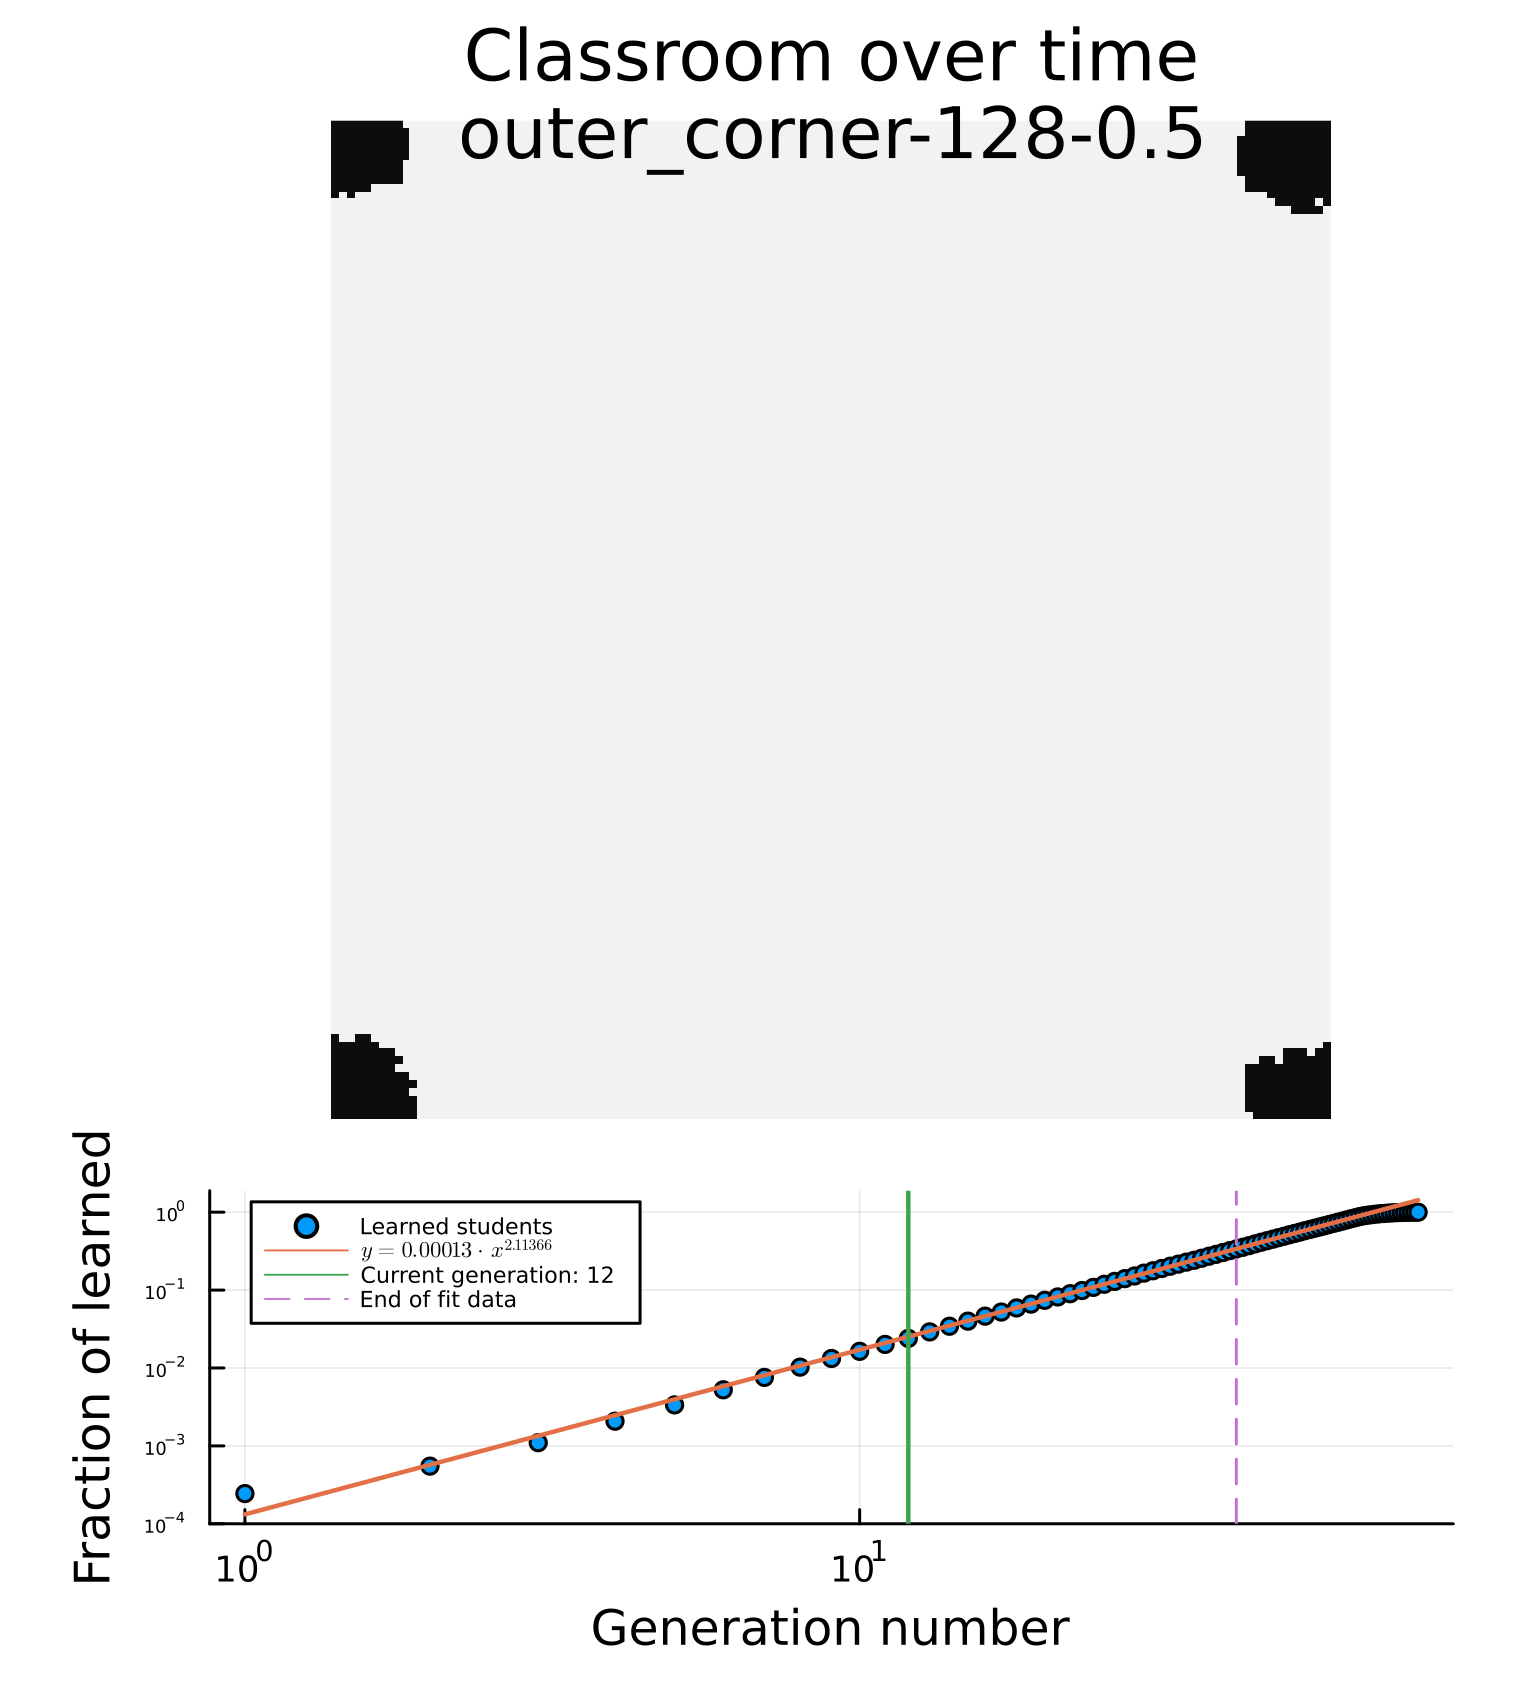 Classroom over time
outer_corner-128-0.5
Fraction of learned
10⁰
10⁻¹
10⁻²
10⁻³
10⁻⁴
Learned students
y = 0.00013 · x^2.11366
Current generation: 12
End of fit data
10⁰ 10¹
Generation number